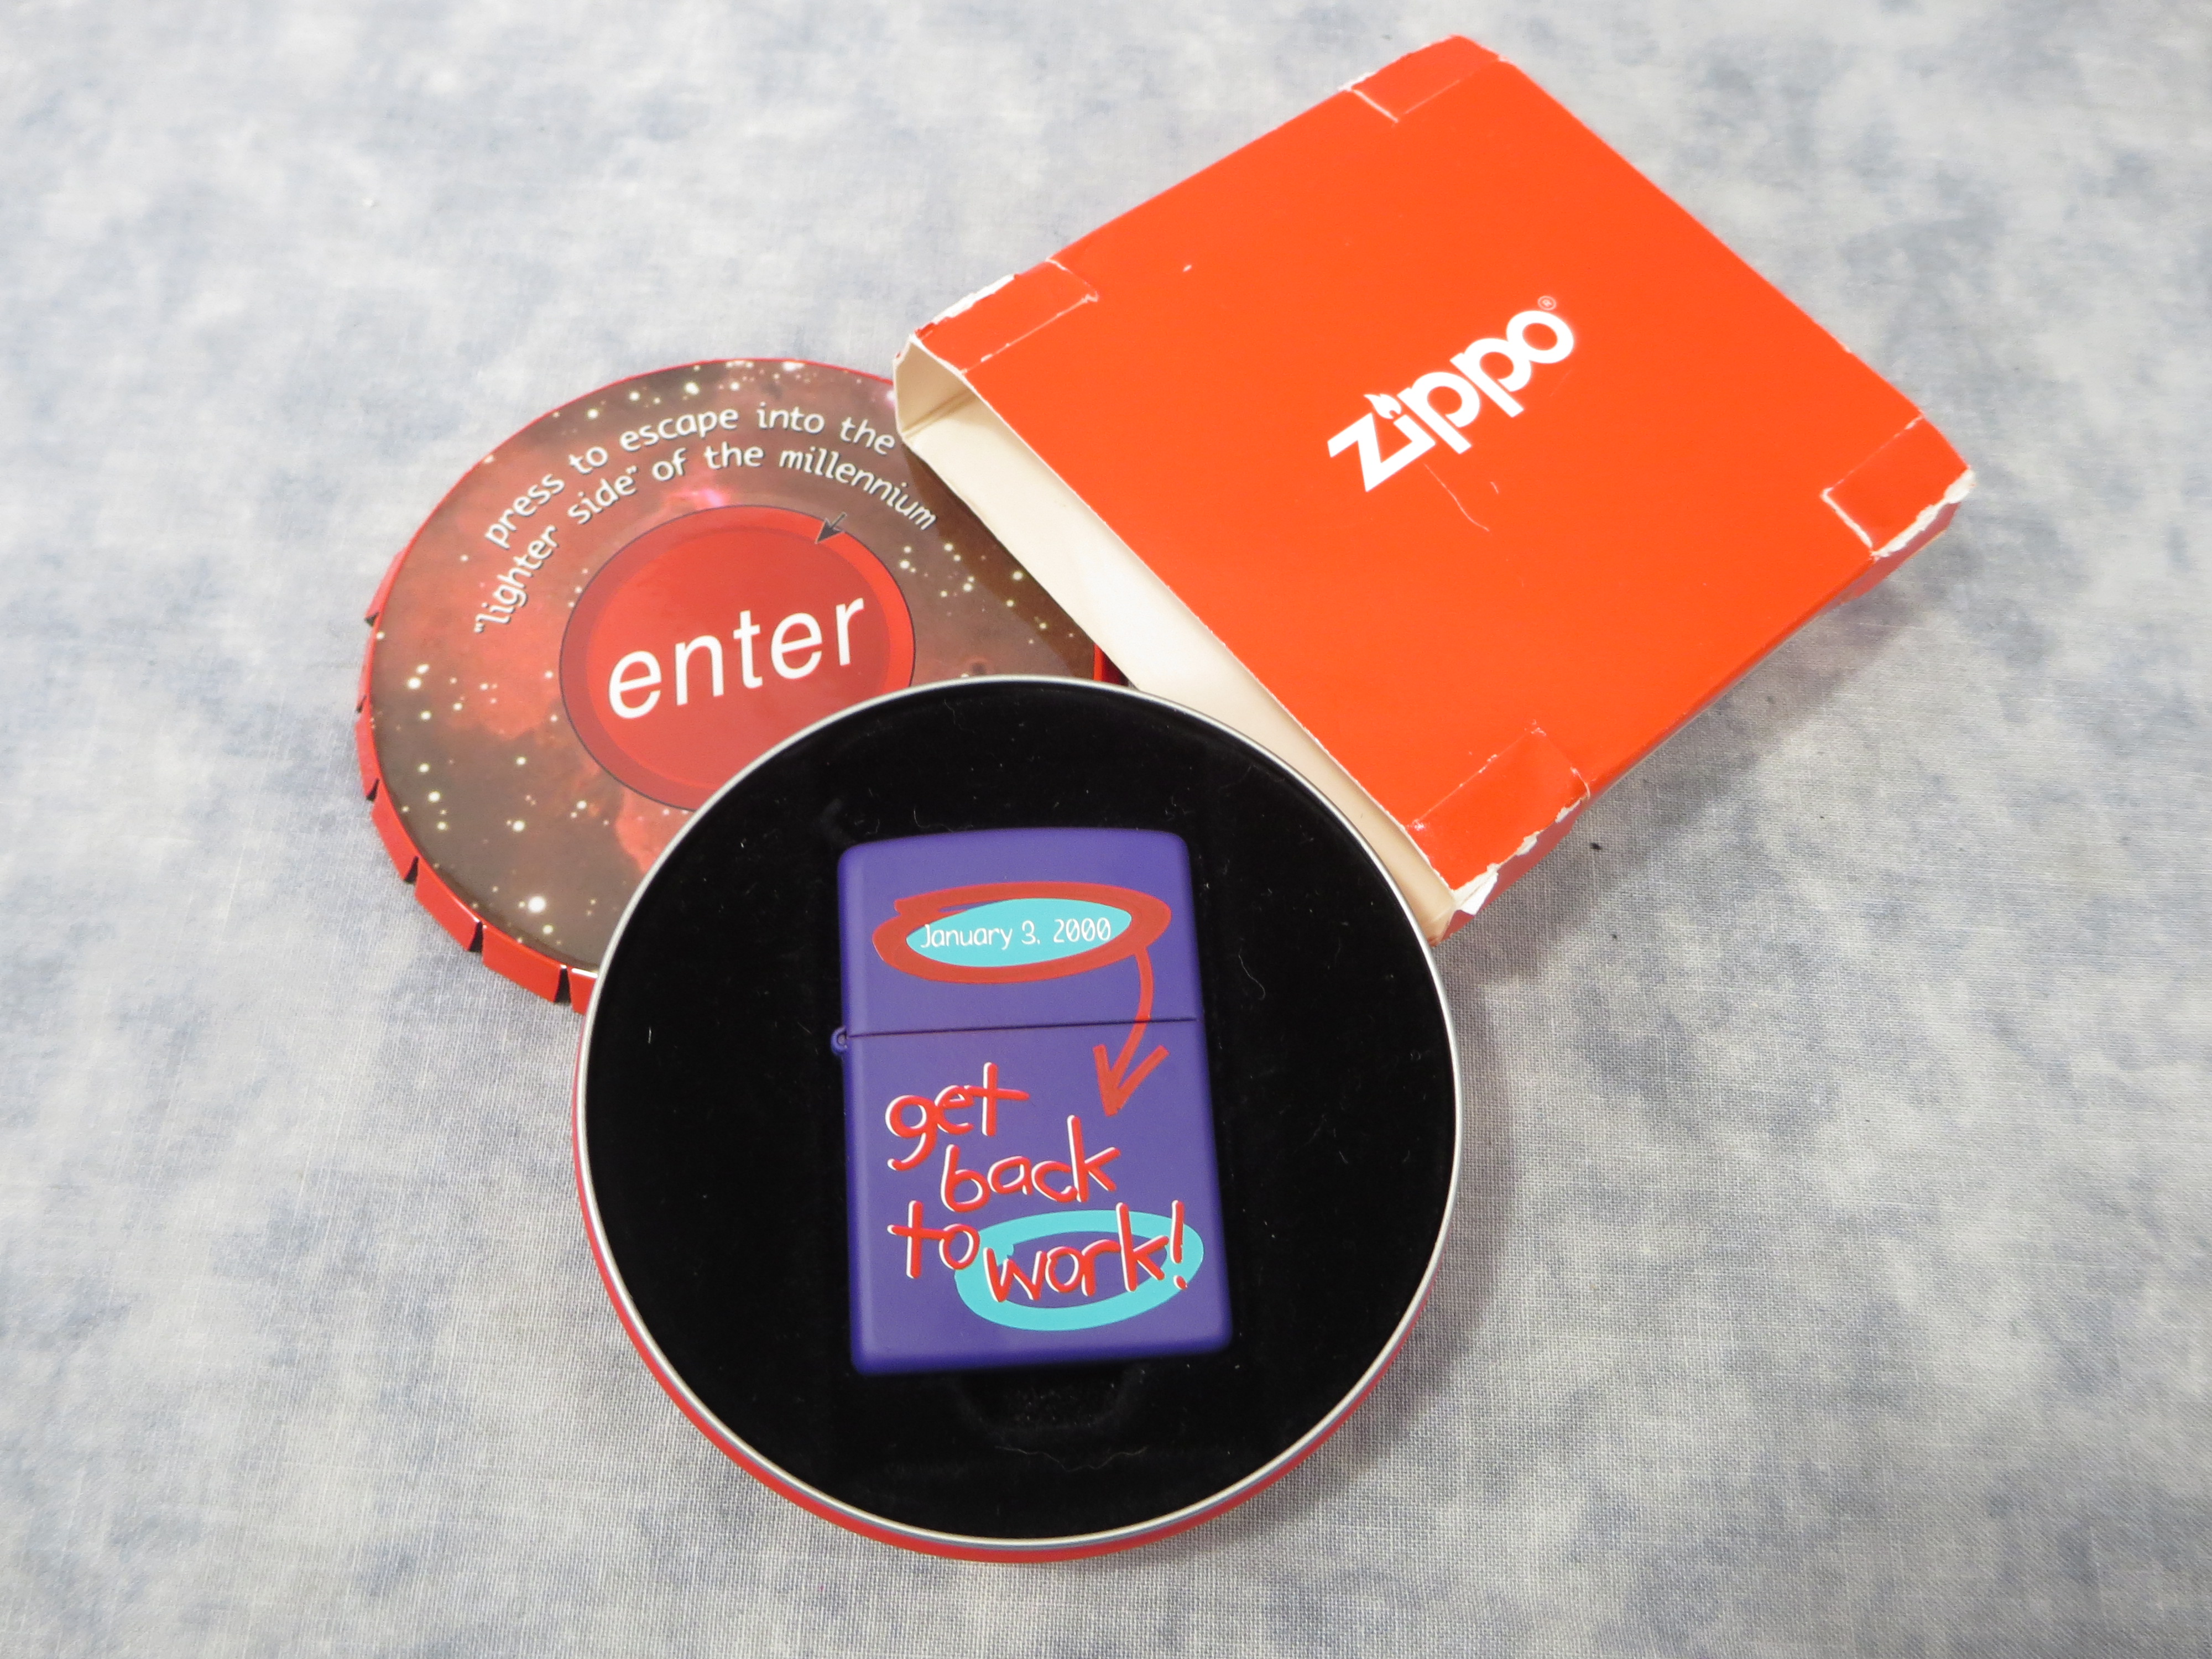 zippo®
press to escape into the
"lighter side" of the millennium
enter
January 3, 2000
get
back
to work!